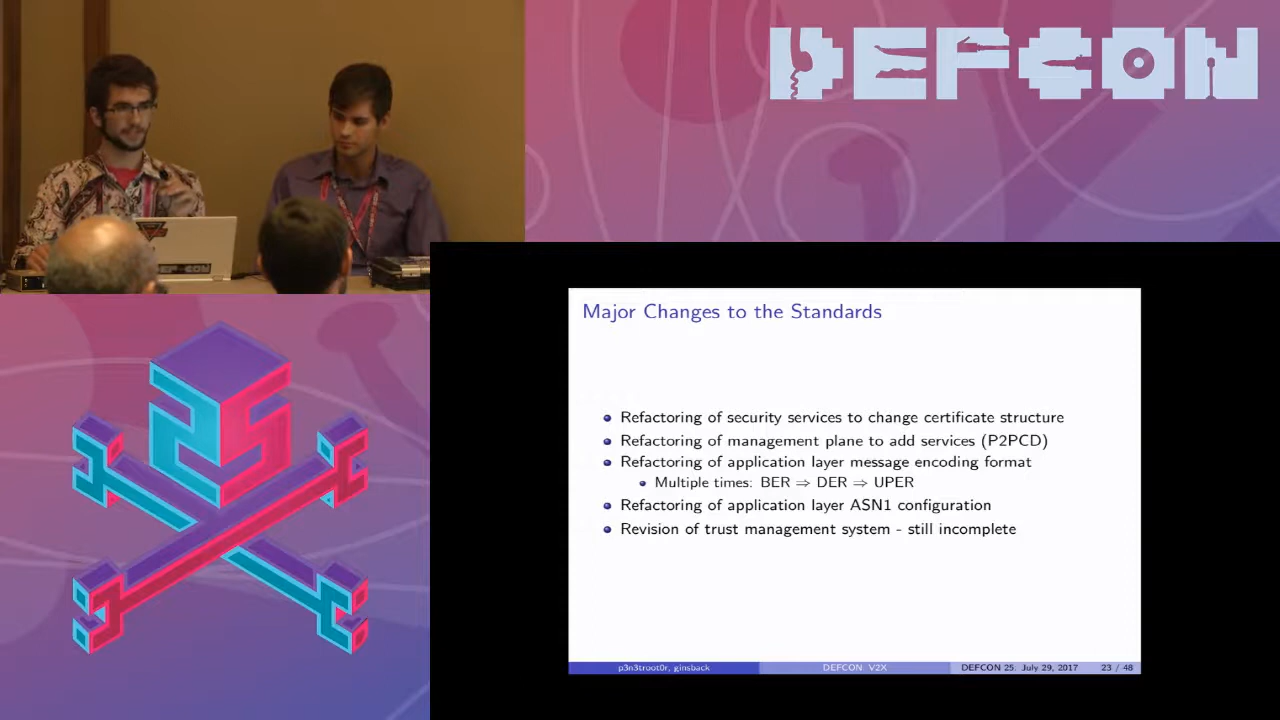 DEFCON
DEF CON
25
Major Changes to the Standards
Refactoring of security services to change certificate structure
Refactoring of management plane to add services (P2PCD)
Refactoring of application layer message encoding format
Multiple times: BER ⇒ DER ⇒ UPER
Refactoring of application layer ASN1 configuration
Revision of trust management system - still incomplete
p3n3troot0r, ginsback
DEFCON: V2X
DEFCON 25: July 29, 2017
23 / 48